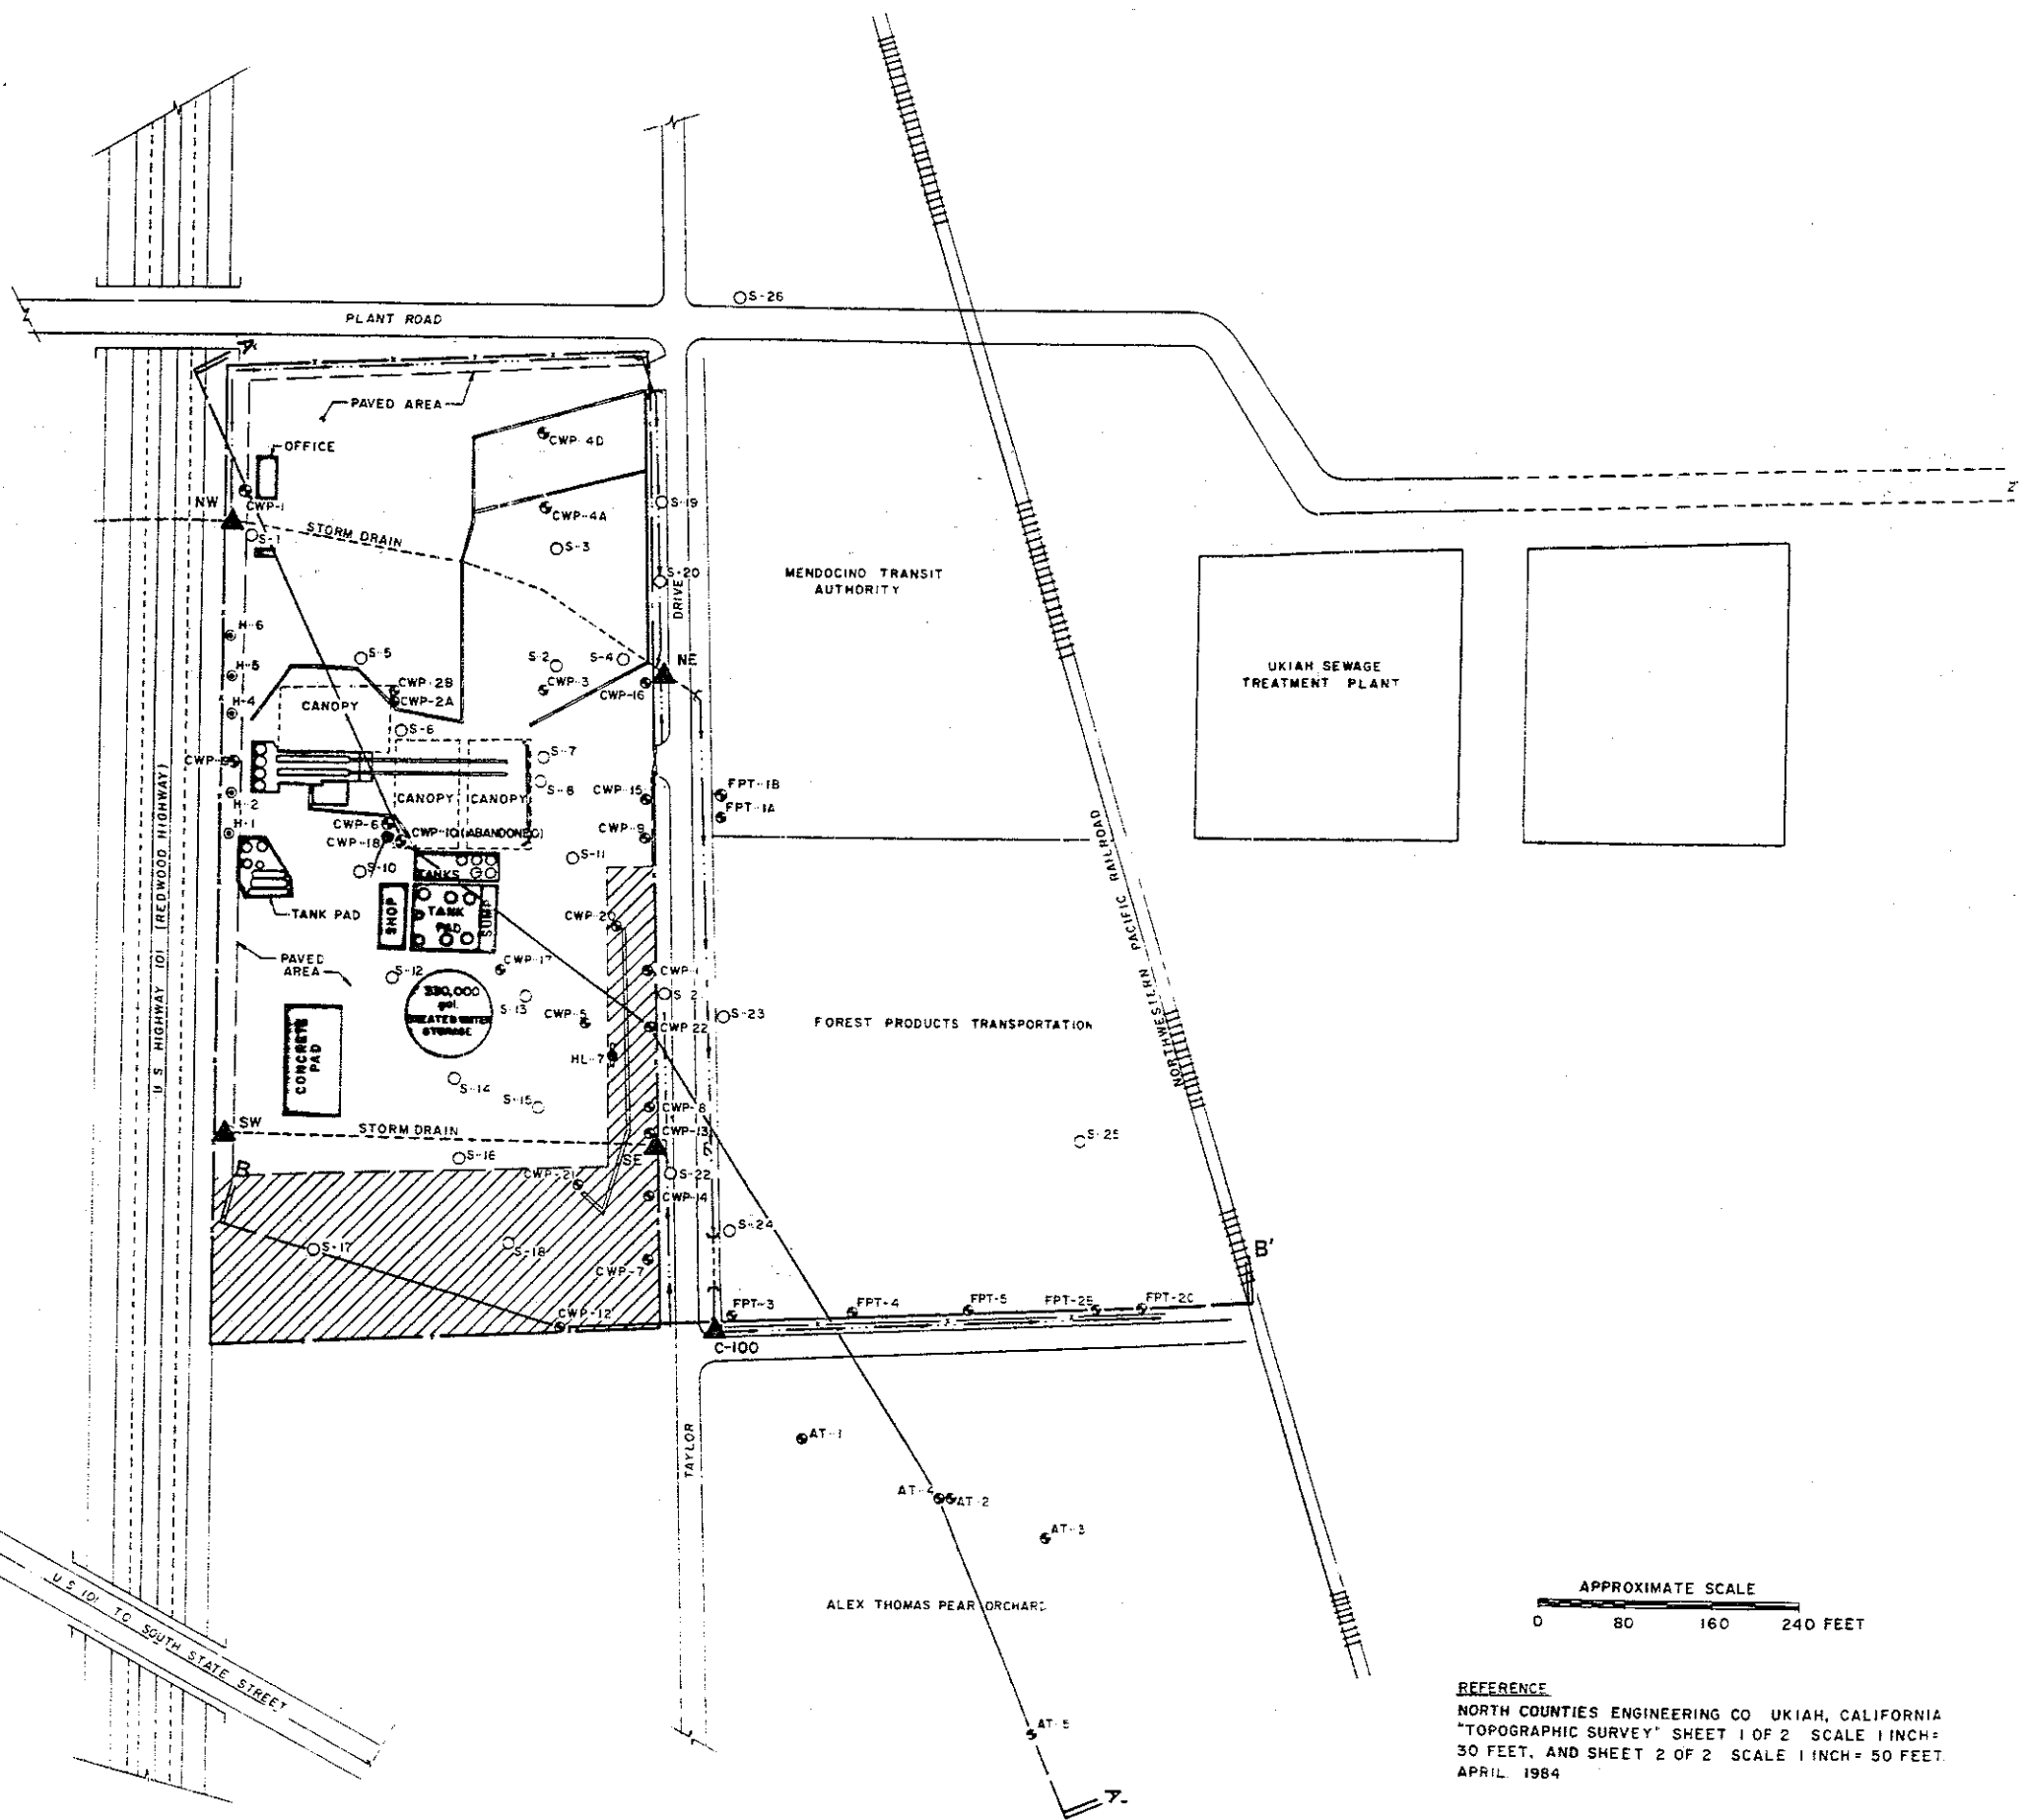 S-26
PLANT ROAD
A
PAVED AREA
OFFICE
CWP-4D
NW
CWP-1
S-1
STORM DRAIN
CWP-4A
S-3
S-19
S-20
DRIVE
MENDOCINO TRANSIT
AUTHORITY
UKIAH SEWAGE
TREATMENT PLANT
H-6
H-5
H-4
S-5
S-2
S-4
NE
CWP-2B
CWP-2A
CWP-3
CWP-16
CANOPY
S-6
S-7
S-8
CANOPY
CANOPY
CWP-15
FPT-1B
FPT-1A
H-2
H-1
CWP-6
CWP-10 (ABANDONED)
CWP-18
CWP-9
S-10
S-11
TANKS
TANK PAD
SHOP
TANK
PAD
SUMP
CWP-20
PAVED
AREA
S-12
CWP-17
CWP-1
330,000
gal.
TREATED WATER
STORAGE
S-13
S-2
CWP-5
CWP-22
S-23
FOREST PRODUCTS TRANSPORTATION
HL-7
CONCRETE
PAD
S-14
S-15
CWP-8
CWP-13
SW
STORM DRAIN
SE
S-16
S-25
B
CWP-21
S-22
CWP-14
S-24
S-17
S-18
CWP-7
B'
CWP-12
FPT-3
FPT-4
FPT-5
FPT-2B
FPT-2C
C-100
U S HIGHWAY 101 (REDWOOD HIGHWAY)
NORTHWESTERN PACIFIC RAILROAD
TAYLOR
AT-1
AT-4
AT-2
AT-3
ALEX THOMAS PEAR ORCHARD
AT-5
A'
U S 101 TO SOUTH STATE STREET
APPROXIMATE SCALE
0 80 160 240 FEET
REFERENCE
NORTH COUNTIES ENGINEERING CO UKIAH, CALIFORNIA
"TOPOGRAPHIC SURVEY" SHEET 1 OF 2 SCALE 1 INCH=
30 FEET, AND SHEET 2 OF 2 SCALE 1 INCH = 50 FEET.
APRIL 1984